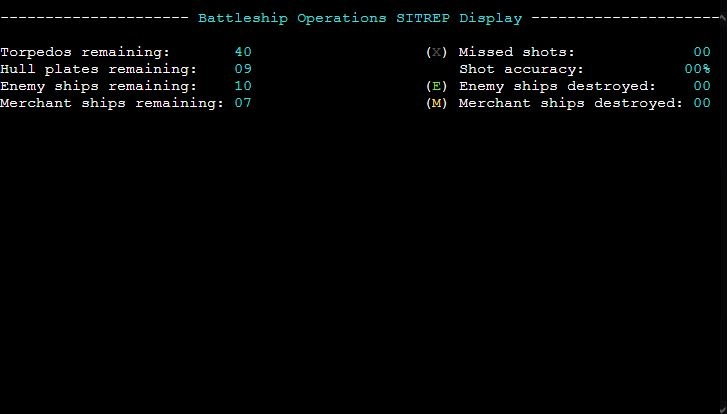 --------------------- Battleship Operations SITREP Display ---------------------
Torpedos remaining: 40 (X) Missed shots: 00
Hull plates remaining: 09 Shot accuracy: 00%
Enemy ships remaining: 10 (E) Enemy ships destroyed: 00
Merchant ships remaining: 07 (M) Merchant ships destroyed: 00